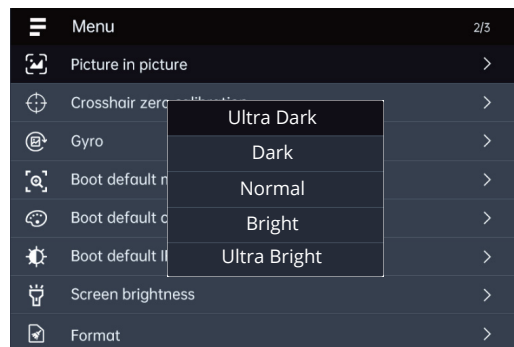 Menu 2/3
Picture in picture
Crosshair zero
Ultra Dark
Gyro
Dark
Boot default
Normal
Boot default
Bright
Boot default
Ultra Bright
Screen brightness
Format